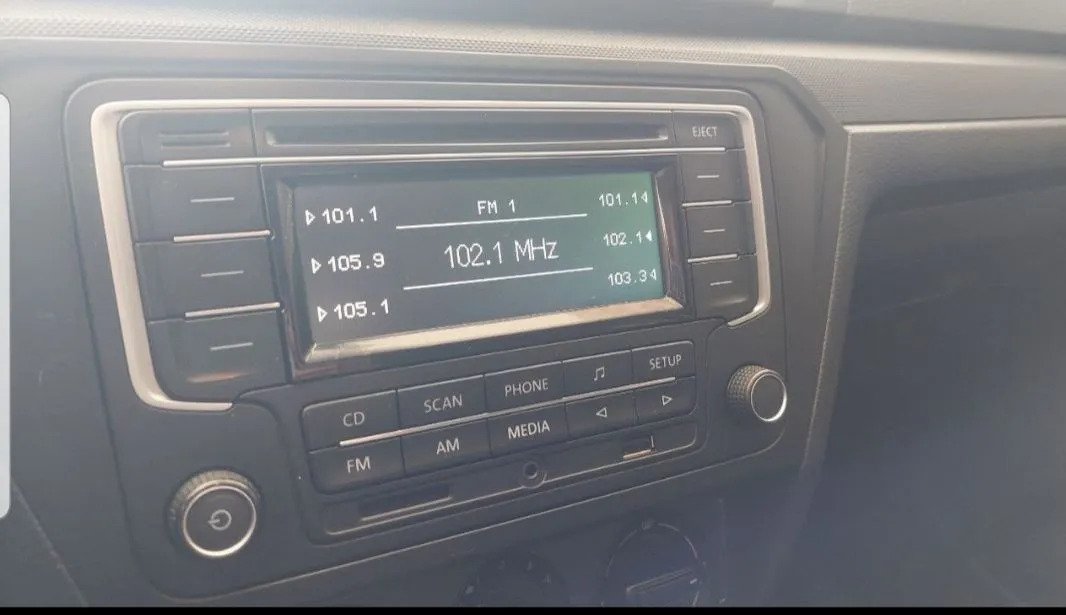 EJECT
FM 1
101.1
101.1
102.1 MHz
105.9
102.1
105.1
103.3
CD
SCAN
PHONE
SETUP
FM
AM
MEDIA